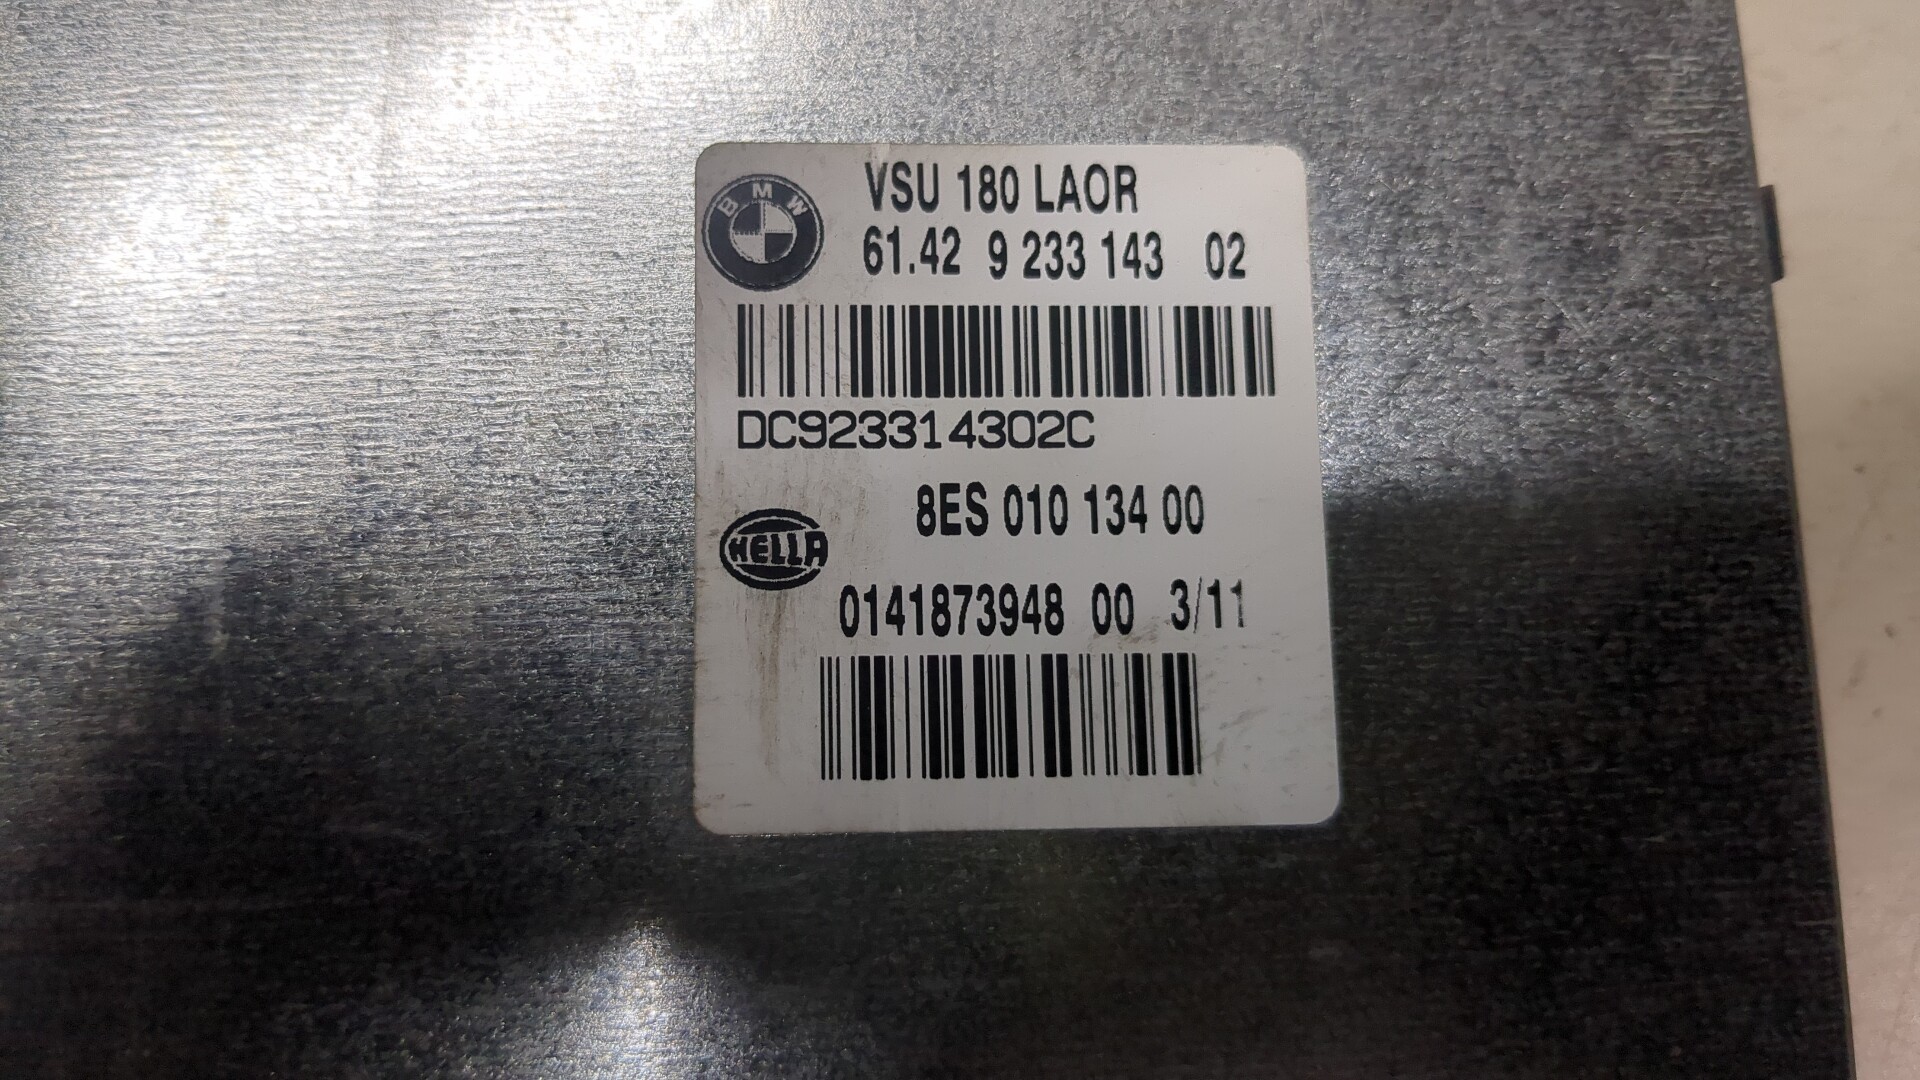 BMW
VSU 180 LAOR
61.42 9 233 143 02
DC923314302C
HELLA
8ES 010 134 00
0141873948 00 3/11